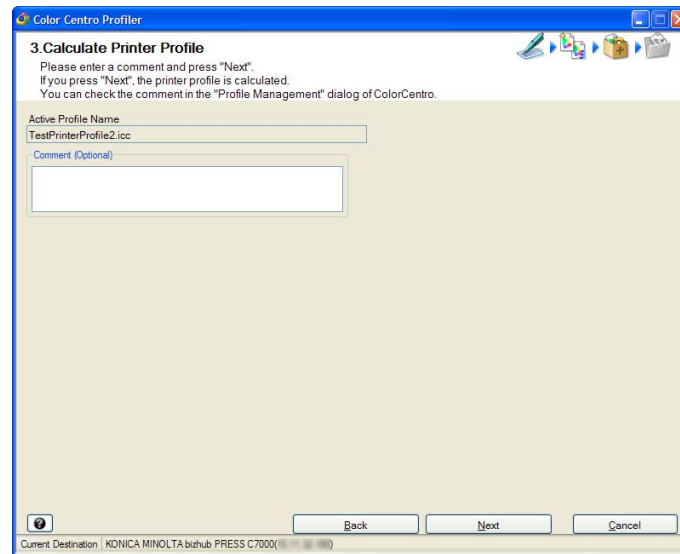 Color Centro Profiler
3.Calculate Printer Profile
Please enter a comment and press "Next".
If you press "Next", the printer profile is calculated.
You can check the comment in the "Profile Management" dialog of ColorCentro.
Active Profile Name
TestPrinterProfile2.icc
Comment (Optional)
Back Next Cancel
Current Destination KONICA MINOLTA bizhub PRESS C7000( )